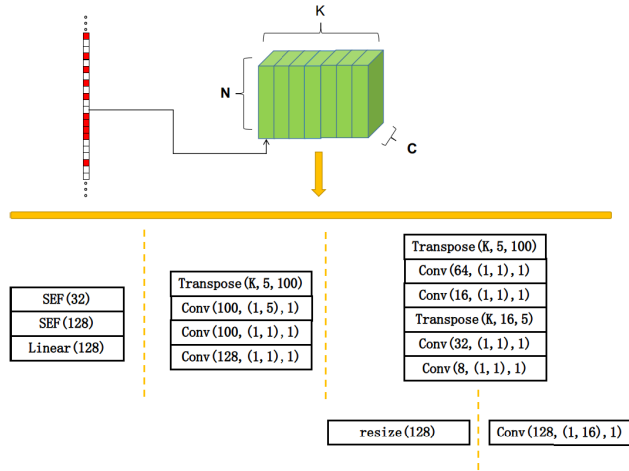 K
N
C
SEF(32)
SEF(128)
Linear(128)
Transpose(K,5,100)
Conv(100,(1,5),1)
Conv(100,(1,1),1)
Conv(128,(1,1),1)
Transpose(K,5,100)
Conv(64,(1,1),1)
Conv(16,(1,1),1)
Transpose(K,16,5)
Conv(32,(1,1),1)
Conv(8,(1,1),1)
resize(128)
Conv(128,(1,16),1)